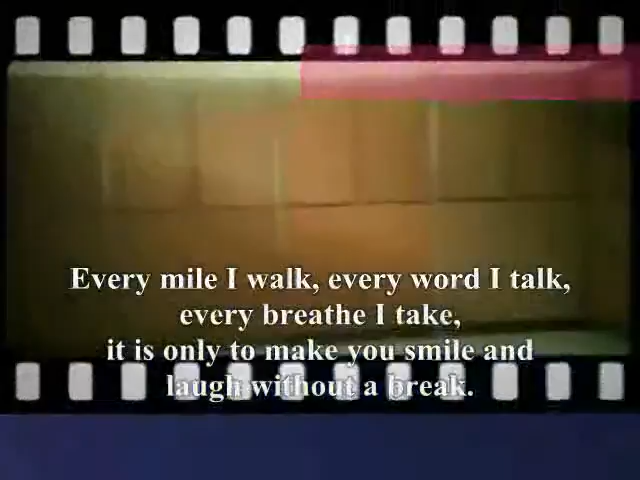 Every mile I walk, every word I talk,
every breathe I take,
it is only to make you smile and
laugh without a break.